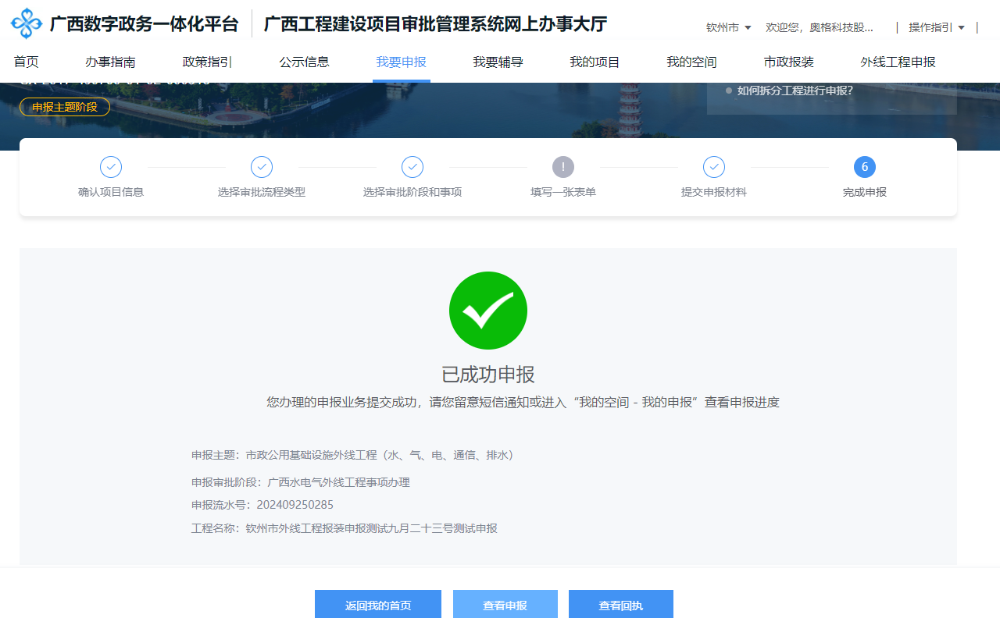 广西数字政务一体化平台 广西工程建设项目审批管理系统网上办事大厅
钦州市 欢迎您，奥格科技股... | 操作指引 |
首页 办事指南 政策指引 公示信息 我要申报 我要辅导 我的项目 我的空间 市政报装 外线工程申报
如何拆分工程进行申报?
申报主题阶段
! 6
确认项目信息 选择审批流程类型 选择审批阶段和事项 填写一张表单 提交申报材料 完成申报
已成功申报
您办理的申报业务提交成功，请您留意短信通知或进入“我的空间 - 我的申报”查看申报进度
申报主题：市政公用基础设施外线工程（水、气、电、通信、排水）
申报审批阶段：广西水电气外线工程事项办理
申报流水号：202409250285
工程名称：钦州市外线工程报装申报测试九月二十三号测试申报
返回我的首页 查看申报 查看回执